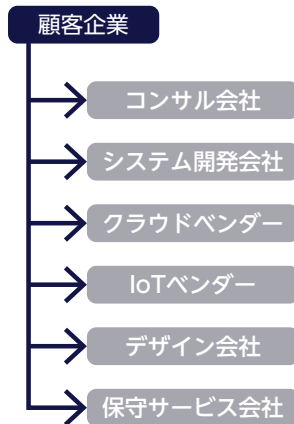 顧客企業
コンサル会社
システム開発会社
クラウドベンダー
IoTベンダー
デザイン会社
保守サービス会社